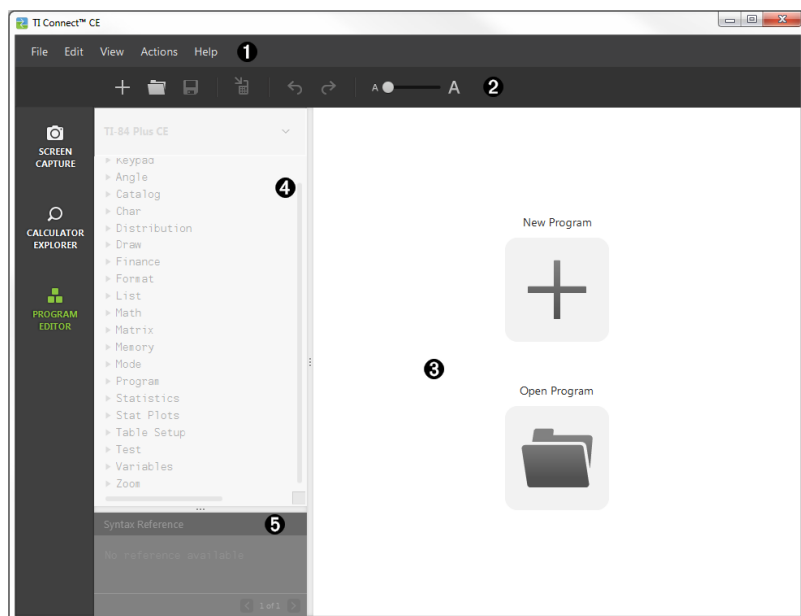 TI Connect™ CE
File Edit View Actions Help 1
A A 2
SCREEN
CAPTURE
CALCULATOR
EXPLORER
PROGRAM
EDITOR
TI-84 Plus CE
Keypad
4
Angle
Catalog
Char
Distribution
Draw
Finance
Format
List
Math
Matrix
Memory
Mode
Program
Statistics
Stat Plots
Table Setup
Test
Variables
Zoom
Syntax Reference 5
No reference available
1 of 1
New Program
3
Open Program